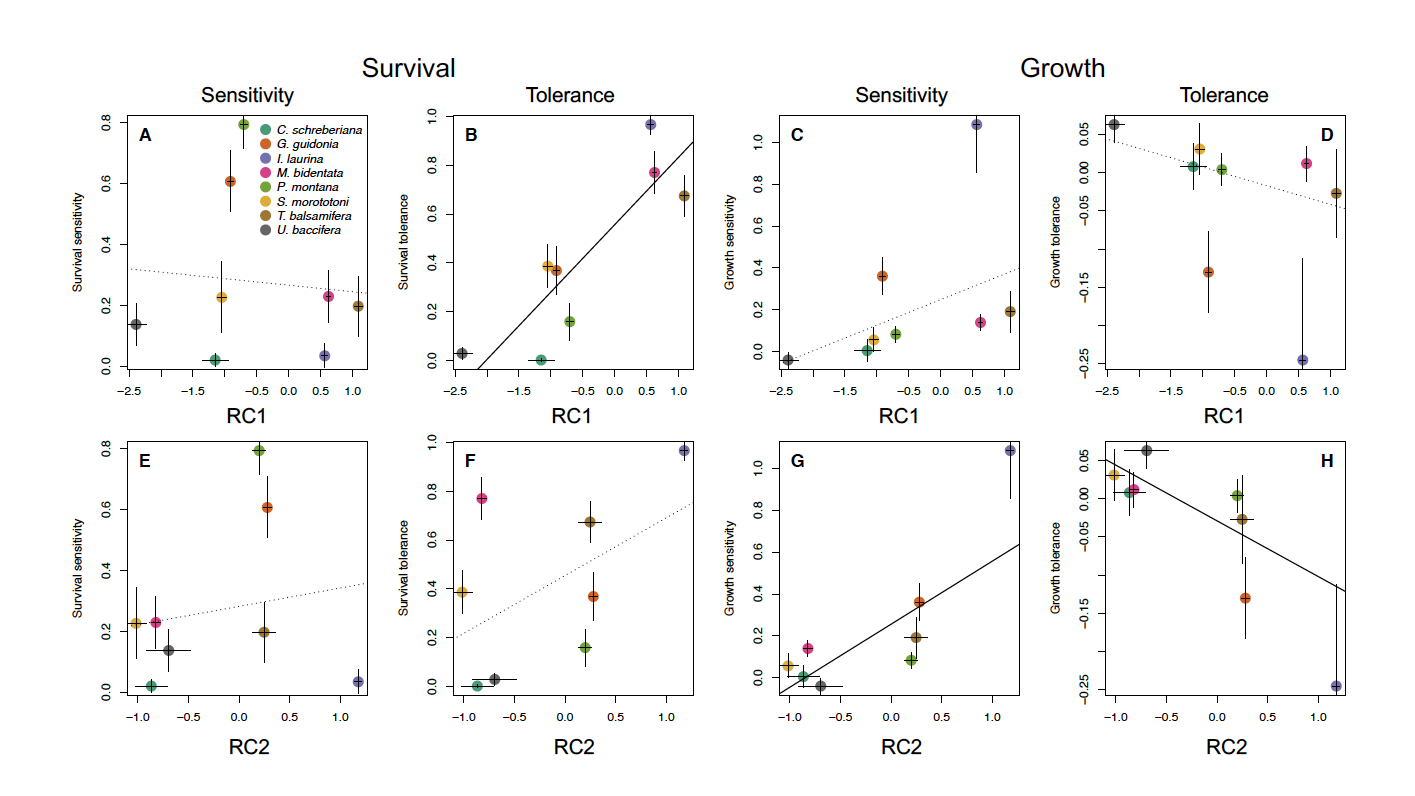 Survival
Growth
Sensitivity
Tolerance
Sensitivity
Tolerance
A
C. schreberiana
G. guidonia
I. laurina
M. bidentata
P. montana
S. morototoni
T. balsamifera
U. baccifera
Survival sensitivity
0.0 0.2 0.4 0.6 0.8
−2.5 −1.5 −0.5 0.0 0.5 1.0
RC1
B
Survival tolerance
0.0 0.2 0.4 0.6 0.8 1.0
−2.5 −1.5 −0.5 0.0 0.5 1.0
RC1
C
Growth sensitivity
0.0 0.2 0.4 0.6 0.8 1.0
−2.5 −1.5 −0.5 0.0 0.5 1.0
RC1
D
Growth tolerance
−0.25 −0.15 −0.05 0.00 0.05
−2.5 −1.5 −0.5 0.0 0.5 1.0
RC1
E
Survival sensitivity
0.0 0.2 0.4 0.6 0.8
−1.0 −0.5 0.0 0.5 1.0
RC2
F
Survival tolerance
0.0 0.2 0.4 0.6 0.8 1.0
−1.0 −0.5 0.0 0.5 1.0
RC2
G
Growth sensitivity
0.0 0.2 0.4 0.6 0.8 1.0
−1.0 −0.5 0.0 0.5 1.0
RC2
H
Growth tolerance
−0.25 −0.15 −0.05 0.00 0.05
−1.0 −0.5 0.0 0.5 1.0
RC2